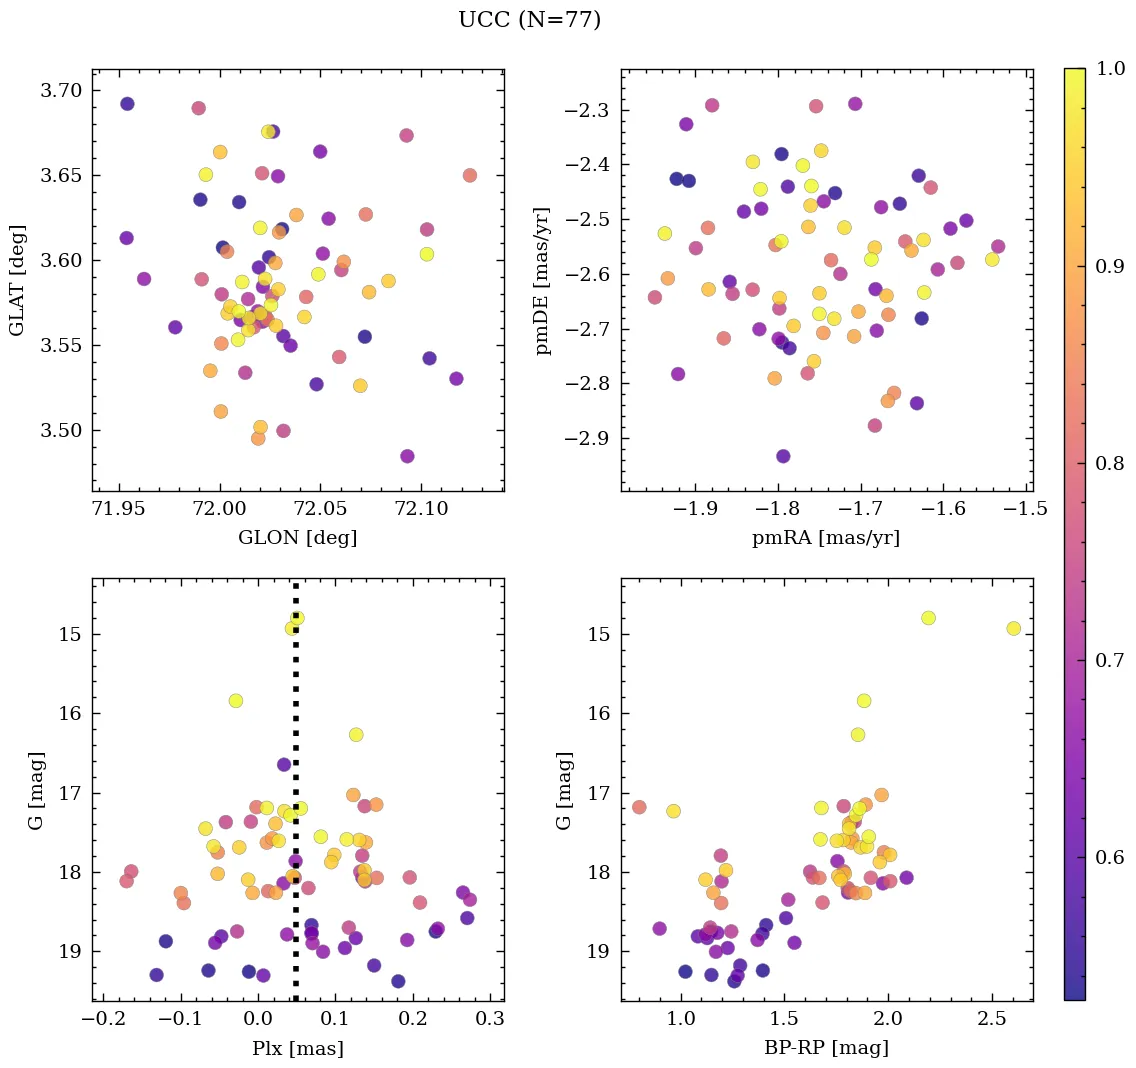 UCC (N=77)
3.70
3.65
3.60
3.55
3.50
GLAT [deg]
71.95 72.00 72.05 72.10
GLON [deg]
−2.3
−2.4
−2.5
−2.6
−2.7
−2.8
−2.9
pmDE [mas/yr]
−1.9 −1.8 −1.7 −1.6 −1.5
pmRA [mas/yr]
15
16
17
18
19
G [mag]
−0.2 −0.1 0.0 0.1 0.2 0.3
Plx [mas]
15
16
17
18
19
G [mag]
1.0 1.5 2.0 2.5
BP-RP [mag]
1.0
0.9
0.8
0.7
0.6